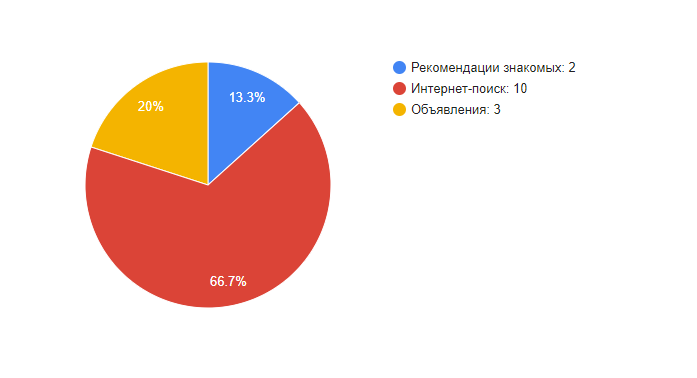 Рекомендации знакомых: 2
Интернет-поиск: 10
Объявления: 3
13.3%
20%
66.7%